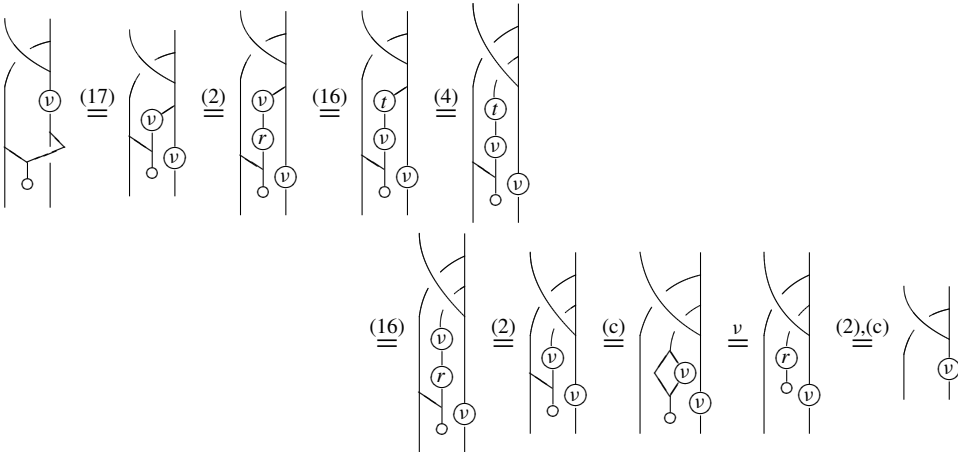 (17) (2) (16) (4)
ν ν ν ν r ν t ν ν t ν ν
(16) (2) (c) ν (2),(c)
ν r ν ν ν ν ν r ν ν